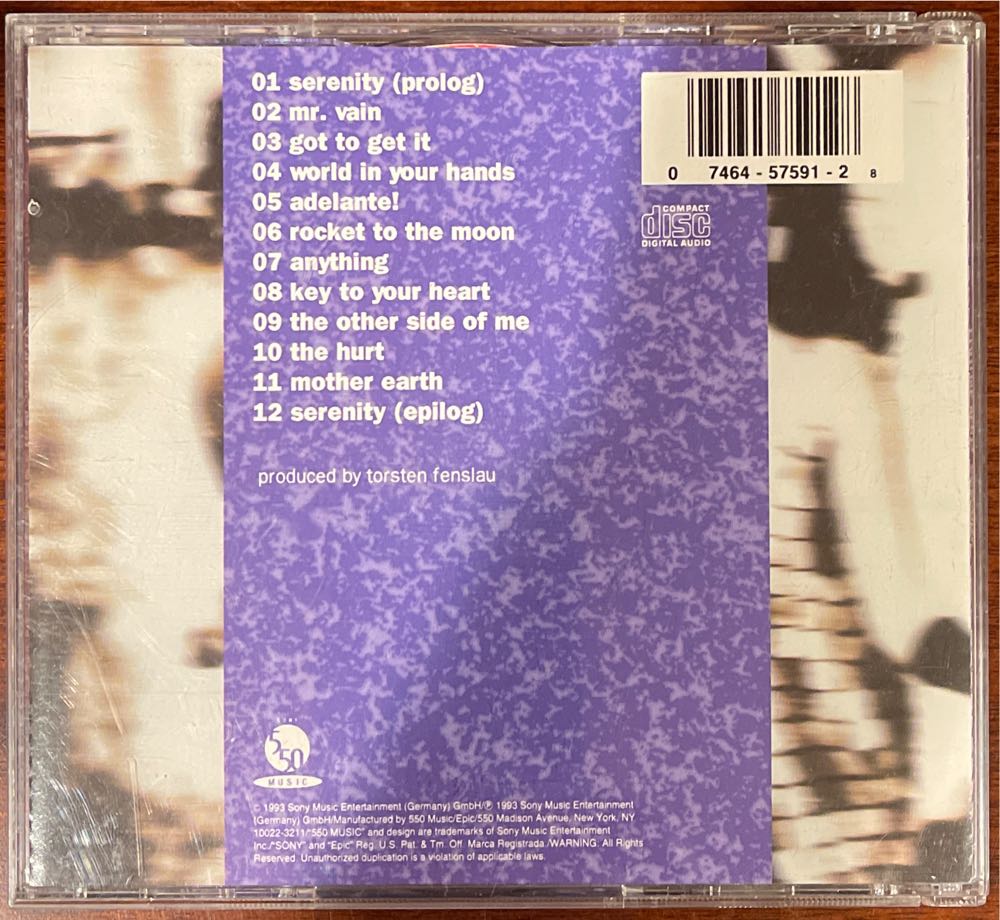 01 serenity (prolog)
02 mr. vain
03 got to get it
04 world in your hands
05 adelante!
06 rocket to the moon
07 anything
08 key to your heart
09 the other side of me
10 the hurt
11 mother earth
12 serenity (epilog)
produced by torsten fenslau
0 7464-57591-2 8
COMPACT
disc
DIGITAL AUDIO
SONY
550
MUSIC
© 1993 Sony Music Entertainment (Germany) GmbH/℗ 1993 Sony Music Entertainment
(Germany) GmbH/Manufactured by 550 Music/Epic/550 Madison Avenue, New York, NY
10022-3211/"550 MUSIC" and design are trademarks of Sony Music Entertainment
Inc./"SONY" and "Epic" Reg. U.S. Pat. & Tm. Off. Marca Registrada./WARNING: All Rights
Reserved. Unauthorized duplication is a violation of applicable laws.